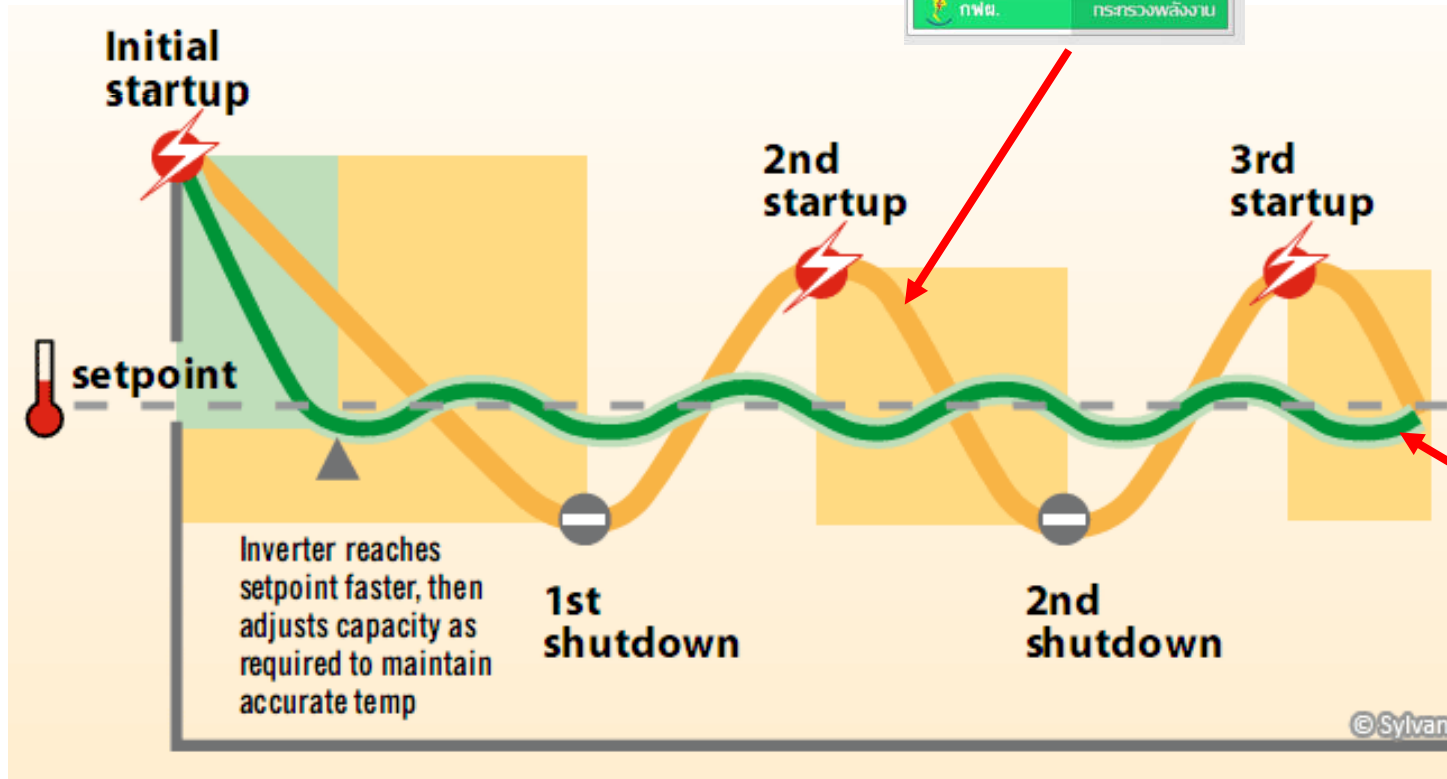 กฟผ. กระทรวงพลังงาน
Initial
startup
2nd
startup
3rd
startup
setpoint
Inverter reaches
setpoint faster, then
adjusts capacity as
required to maintain
accurate temp
1st
shutdown
2nd
shutdown
© Sylvan